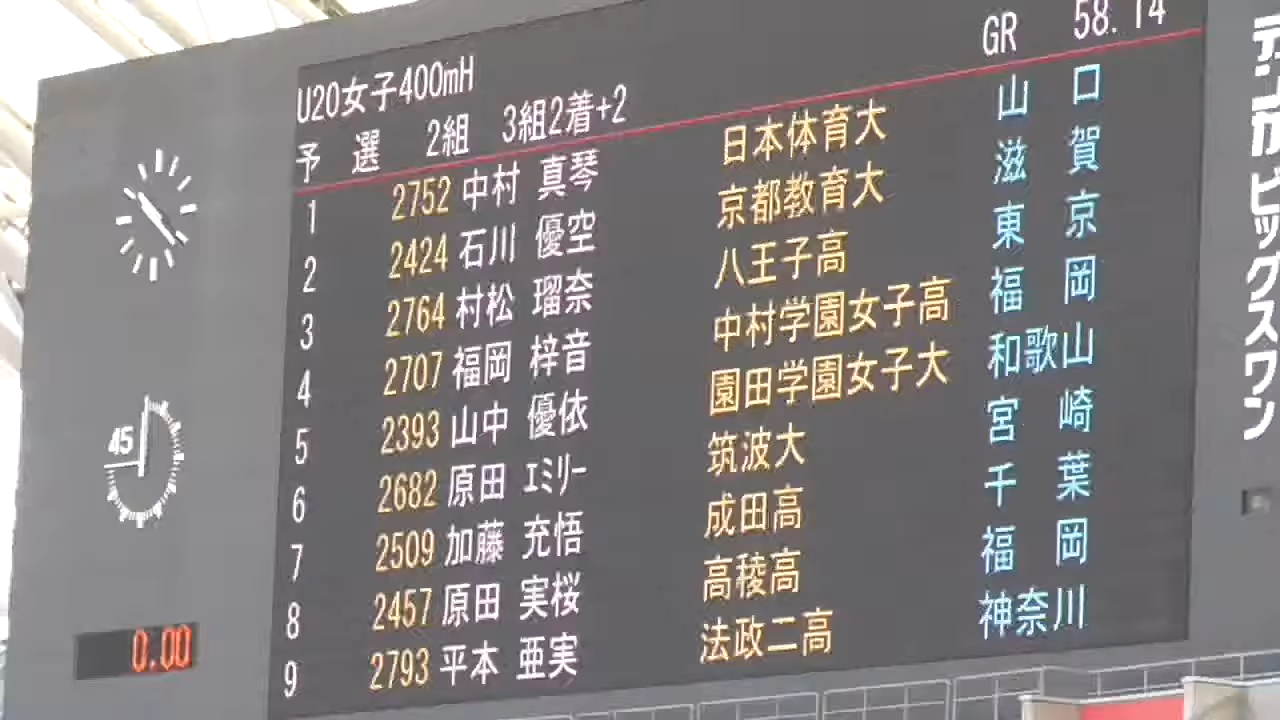 U20女子400mH GR 58.14
予 選 2組 3組2着+2
1 2752 中村 真琴 日本体育大 山 口
2 2424 石川 優空 京都教育大 滋 賀
3 2764 村松 瑠奈 八王子高 東 京
4 2707 福岡 梓音 中村学園女子高 福 岡
5 2393 山中 優依 園田学園女子大 和歌山
6 2682 原田 ｴﾐﾘｰ 筑波大 宮 崎
7 2509 加藤 充悟 成田高 千 葉
8 2457 原田 実桜 高稜高 福 岡
9 2793 平本 亜実 法政二高 神奈川
45
0.00
ビッグスワン